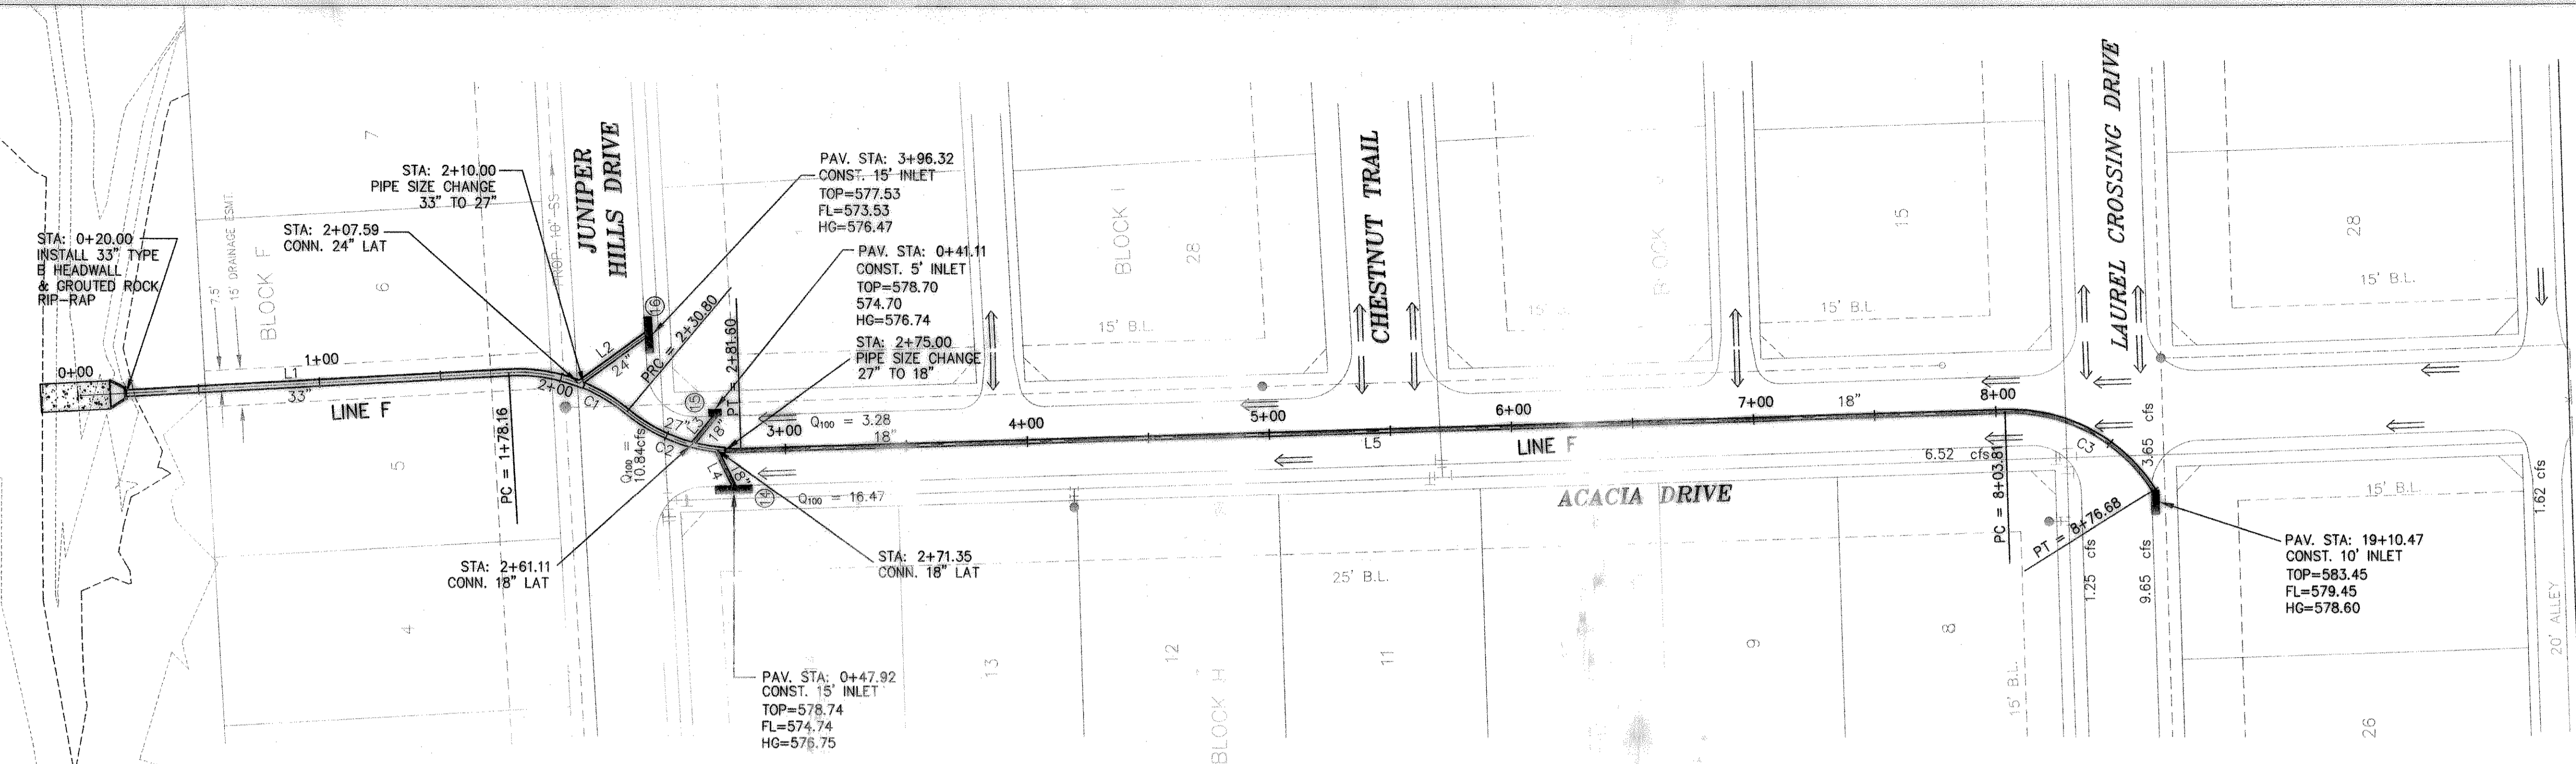 STA: 0+20.00
INSTALL 33" TYPE
B HEADWALL
& GROUTED ROCK
RIP-RAP
0+00
7.5'
15' DRAINAGE ESMT.
BLOCK F
7
6
5
4
L1
1+00
33"
LINE F
STA: 2+10.00
PIPE SIZE CHANGE
33" TO 27"
STA: 2+07.59
CONN. 24" LAT
PC = 1+78.16
2+00
C1
PROP. 10" SS
JUNIPER
HILLS DRIVE
L2
24"
16
PRC = 2+30.80
PT = 2+81.60
PAV. STA: 3+96.32
CONST. 15' INLET
TOP=577.53
FL=573.53
HG=576.47
PAV. STA: 0+41.11
CONST. 5' INLET
TOP=578.70
574.70
HG=576.74
STA: 2+75.00
PIPE SIZE CHANGE
27" TO 18"
1
15
27"
L3
18"
C2
Q100 =
10.84cfs
L4
18"
14
3+00
Q100 = 3.28
18"
Q100 = 16.47
STA: 2+61.11
CONN. 18" LAT
STA: 2+71.35
CONN. 18" LAT
PAV. STA: 0+47.92
CONST. 15' INLET
TOP=578.74
FL=574.74
HG=576.75
4+00
BLOCK I
28
15' B.L.
CHESTNUT TRAIL
5+00
L5
6+00
LINE F
7+00
18"
8+00
ACACIA DRIVE
25' B.L.
13
12
BLOCK H
11
9
8
15' B.L.
BLOCK
15'
15
15' B.L.
LAUREL CROSSING DRIVE
6.52 cfs
PC = 8+03.81
C3
3.65 cfs
PT = 8+76.68
1.25 cfs
9.65 cfs
PAV. STA: 19+10.47
CONST. 10' INLET
TOP=583.45
FL=579.45
HG=578.60
28
15' B.L.
15' B.L.
1.62 cfs
20' ALLEY
26